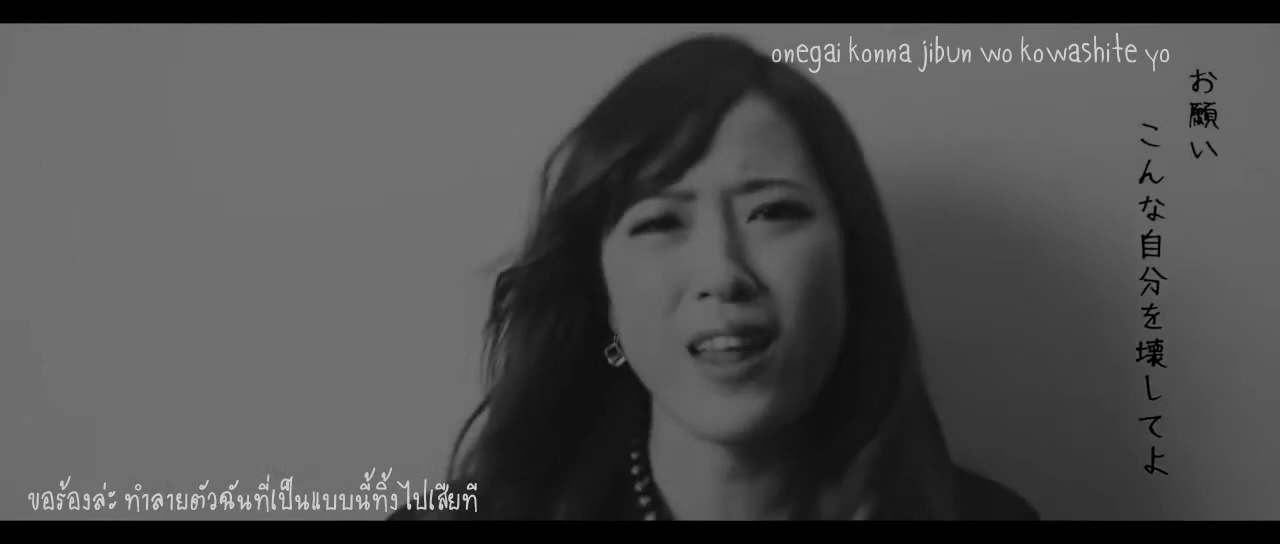 onegai konna jibun wo kowashite yo
お願い
こんな自分を壊してよ
ขอร้องล่ะ ทำลายตัวฉันที่เป็นแบบนี้ทิ้งไปเสียที